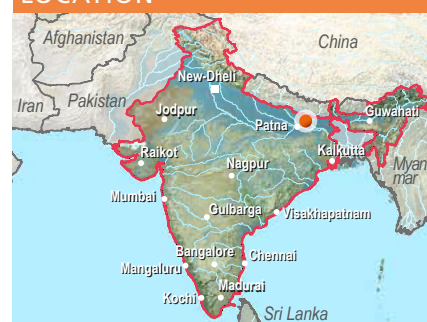 LOCATION
Afghanistan
China
New-Dheli
Iran
Pakistan
Jodpur
Patna
Guwahati
Raikot
Kalkutta
Nagpur
Myan
mar
Mumbai
Gulbarga
Visakhapatnam
Bangalore
Chennai
Mangaluru
Kochi
Madurai
Sri Lanka